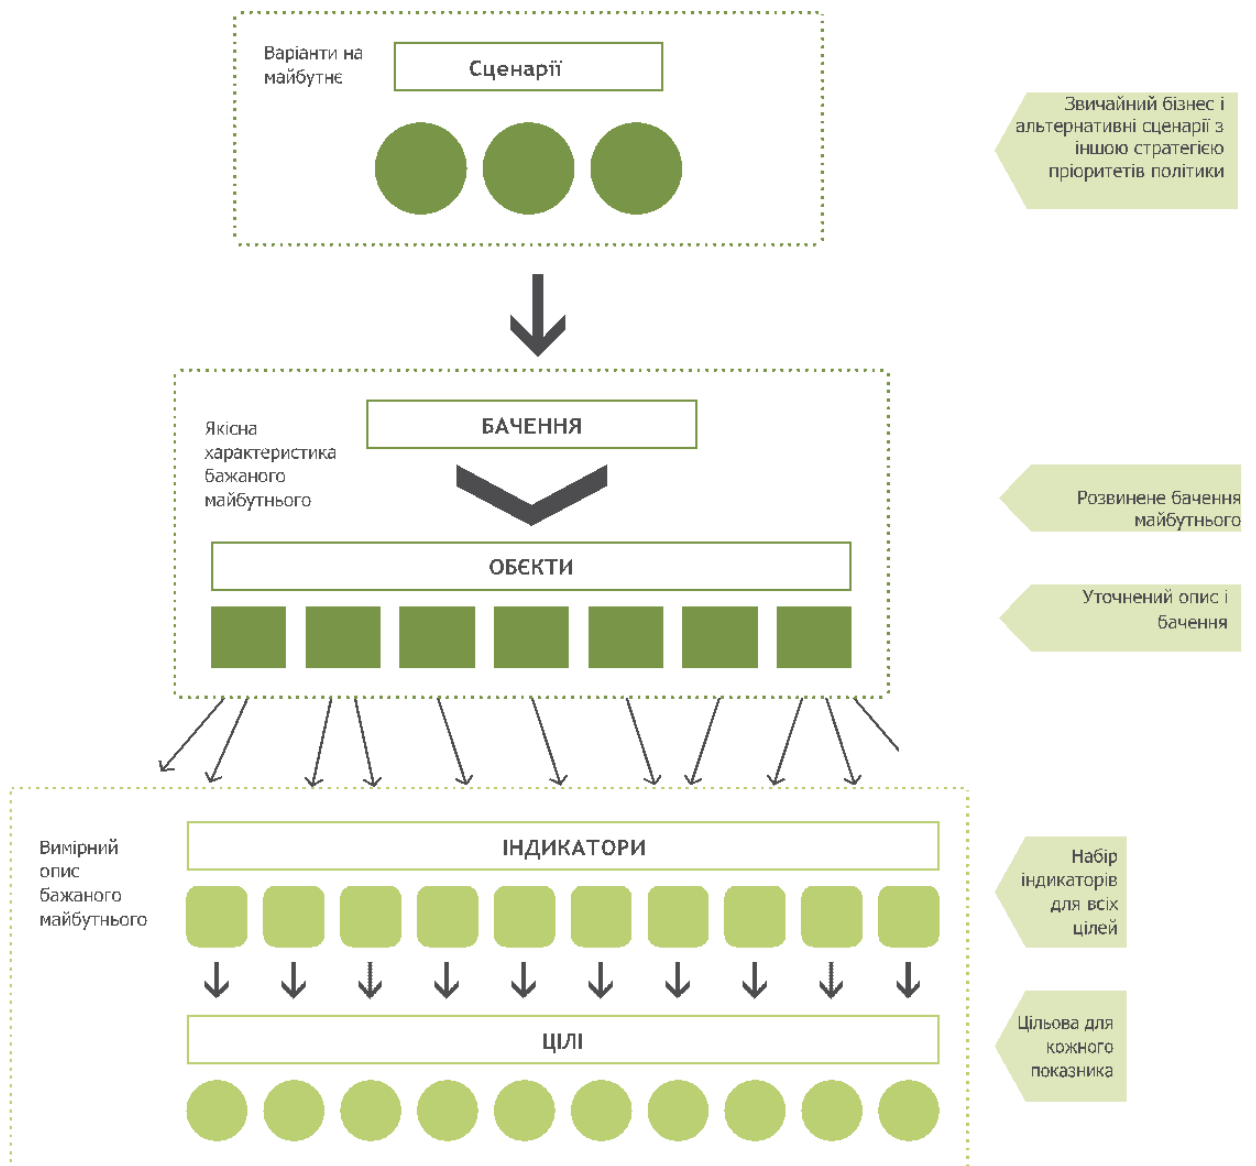 Варіанти на
майбутнє
Сценарії
Звичайний бізнес і
альтернативні сценарії з
іншою стратегією
пріоритетів політики
Якісна
характеристика
бажаного
майбутнього
БАЧЕННЯ
Розвинене бачення
майбутнього
ОБЄКТИ
Уточнений опис і
бачення
Вимірний
опис
бажаного
майбутнього
ІНДИКАТОРИ
Набір
індикаторів
для всіх
цілей
ЦІЛІ
Цільова для
кожного
показника